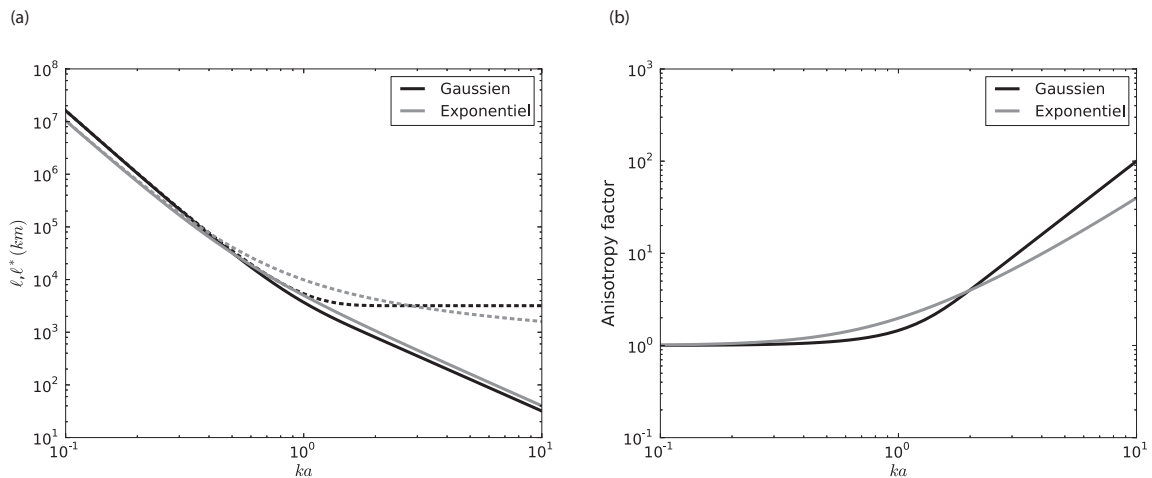 (a)
10^8
10^7
10^6
10^5
10^4
10^3
10^2
10^1
ℓ,ℓ* (km)
10^-1
10^0
10^1
ka
Gaussien
Exponentiel
(b)
10^3
10^2
10^1
10^0
10^-1
Anisotropy factor
10^-1
10^0
10^1
ka
Gaussien
Exponentiel